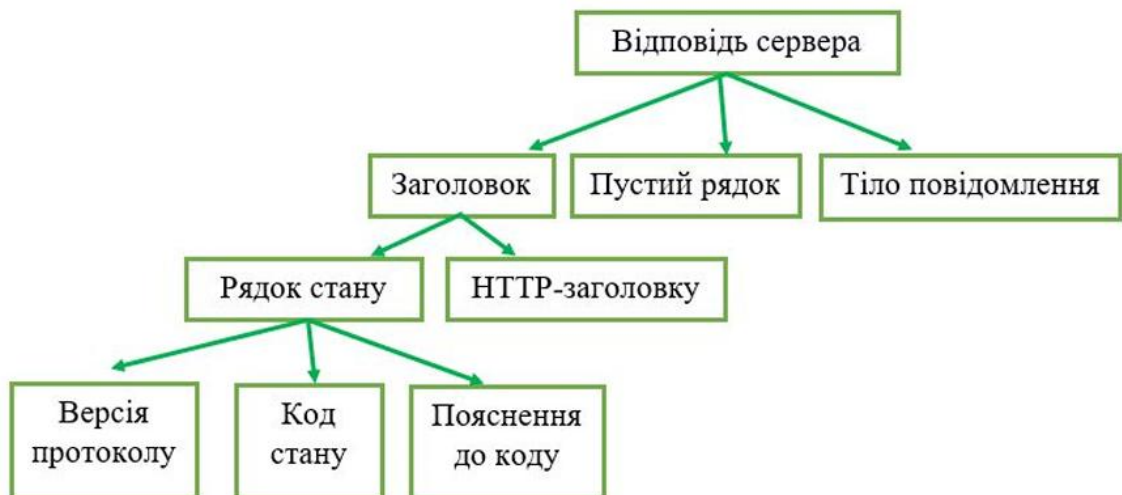 Відповідь сервера
Заголовок
Пустий рядок
Тіло повідомлення
Рядок стану
HTTP-заголовку
Версія
протоколу
Код
стану
Пояснення
до коду